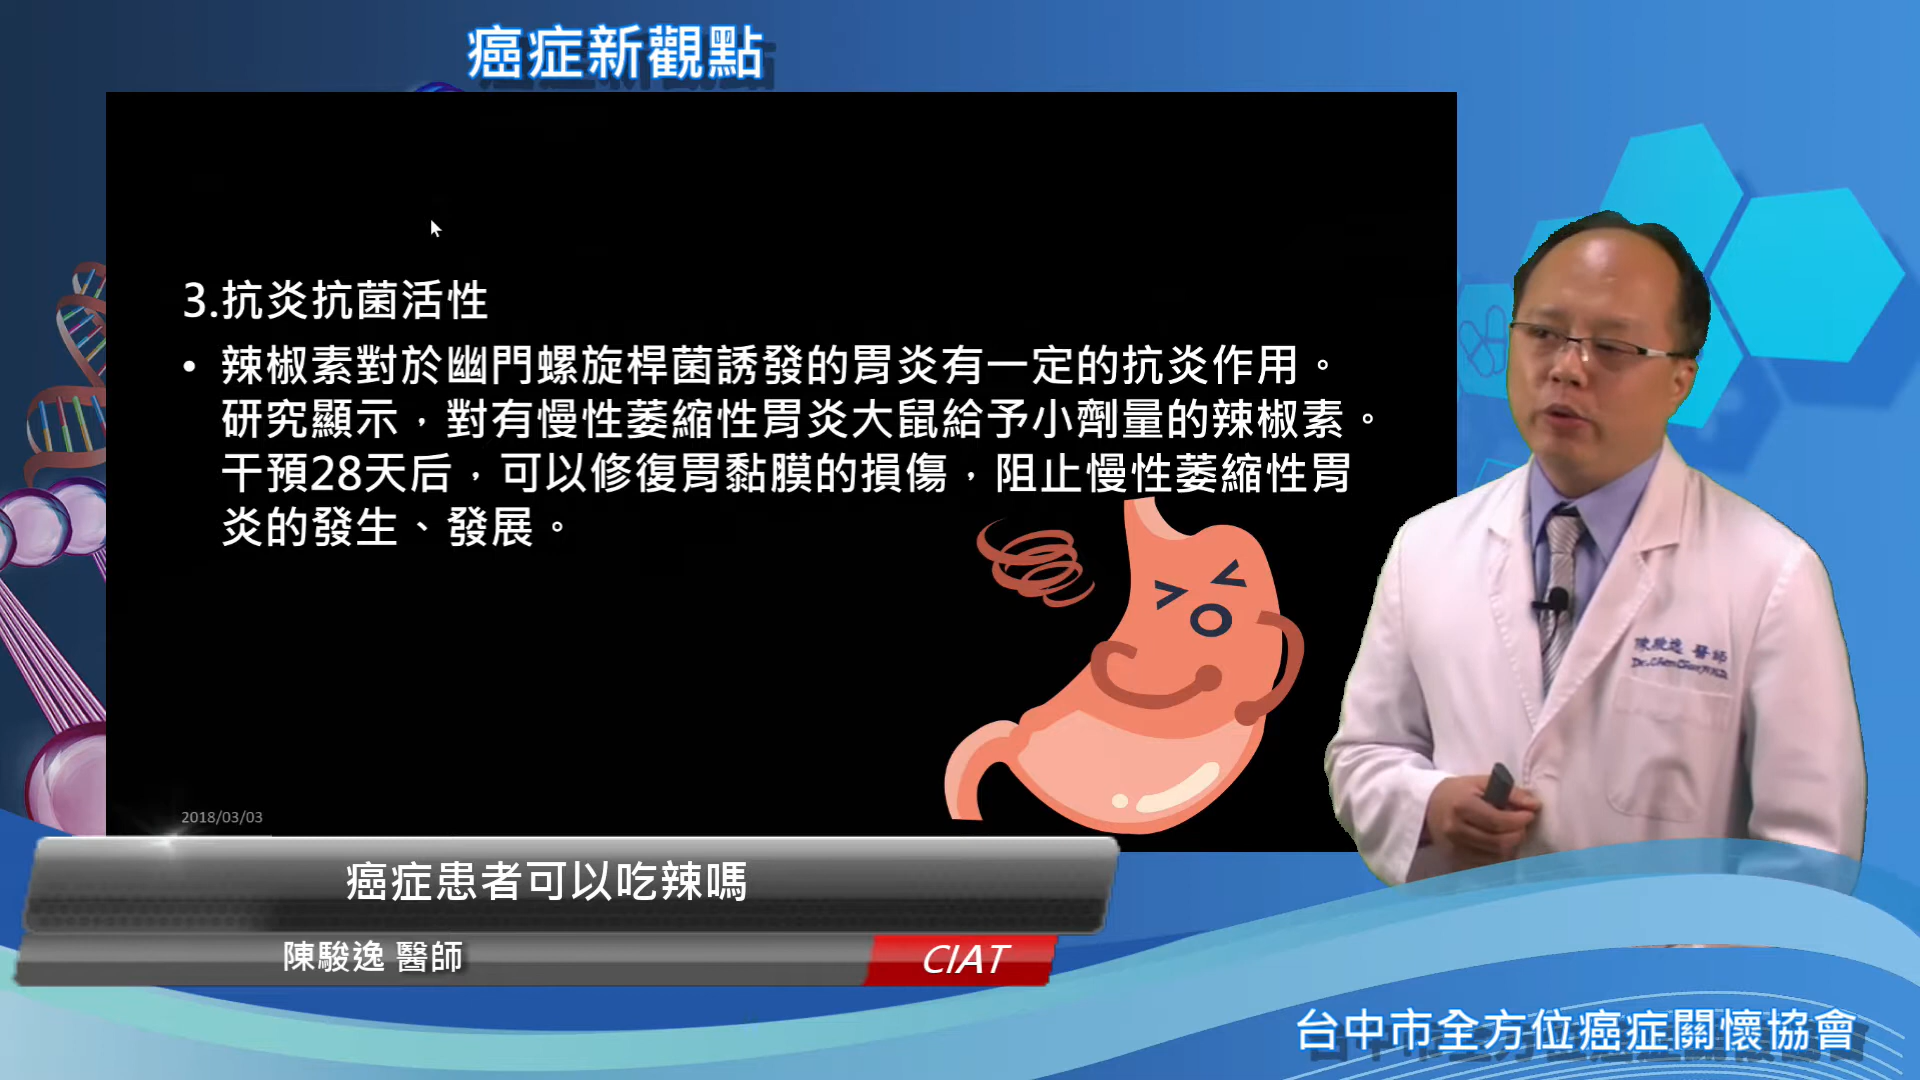 癌症新觀點
3.抗炎抗菌活性
• 辣椒素對於幽門螺旋桿菌誘發的胃炎有一定的抗炎作用。
研究顯示，對有慢性萎縮性胃炎大鼠給予小劑量的辣椒素。
干預28天后，可以修復胃黏膜的損傷，阻止慢性萎縮性胃
炎的發生、發展。
陳駿逸 醫師
2018/03/03
癌症患者可以吃辣嗎
陳駿逸 醫師
CIAT
台中市全方位癌症關懷協會